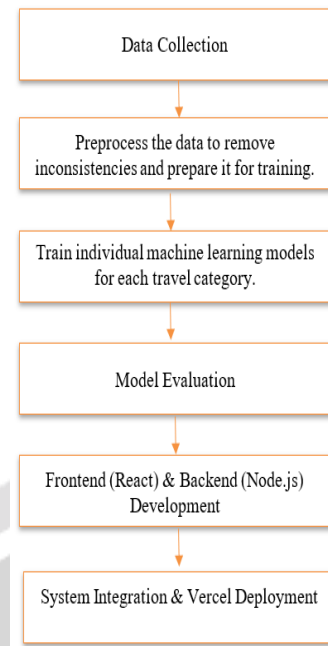 Data Collection
Preprocess the data to remove
inconsistencies and prepare it for training.
Train individual machine learning models
for each travel category.
Model Evaluation
Frontend (React) & Backend (Node.js)
Development
System Integration & Vercel Deployment